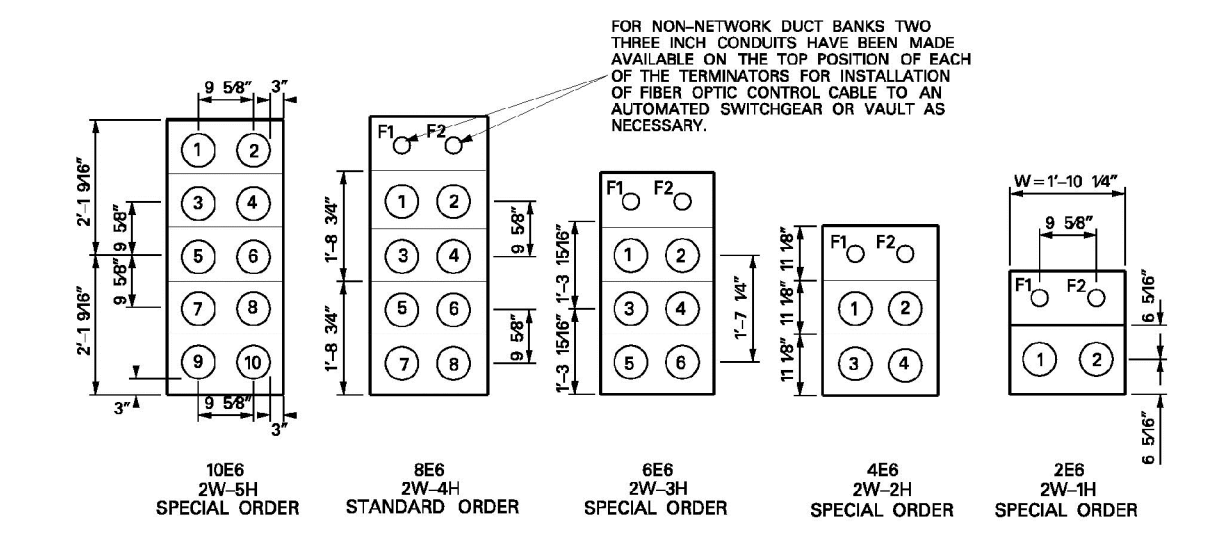 FOR NON-NETWORK DUCT BANKS TWO
THREE INCH CONDUITS HAVE BEEN MADE
AVAILABLE ON THE TOP POSITION OF EACH
OF THE TERMINATORS FOR INSTALLATION
OF FIBER OPTIC CONTROL CABLE TO AN
AUTOMATED SWITCHGEAR OR VAULT AS
NECESSARY.
9 5/8" 3"
2'-1 9/16"
9 5/8"
9 5/8"
2'-1 9/16"
1 2
3 4
5 6
7 8
9 10
3" 9 5/8" 3"
10E6
2W-5H
SPECIAL ORDER
F1 F2
1 2
3 4
5 6
7 8
1'-8 3/4"
1'-8 3/4"
9 5/8"
9 5/8"
8E6
2W-4H
STANDARD ORDER
F1 F2
1 2
3 4
5 6
1'-3 15/16"
1'-3 15/16"
1'-7 1/4"
6E6
2W-3H
SPECIAL ORDER
F1 F2
1 2
3 4
11 1/8"
11 1/8"
11 1/8"
4E6
2W-2H
SPECIAL ORDER
W=1'-10 1/4"
9 5/8"
F1 F2
1 2
6 5/16"
6 5/16"
2E6
2W-1H
SPECIAL ORDER